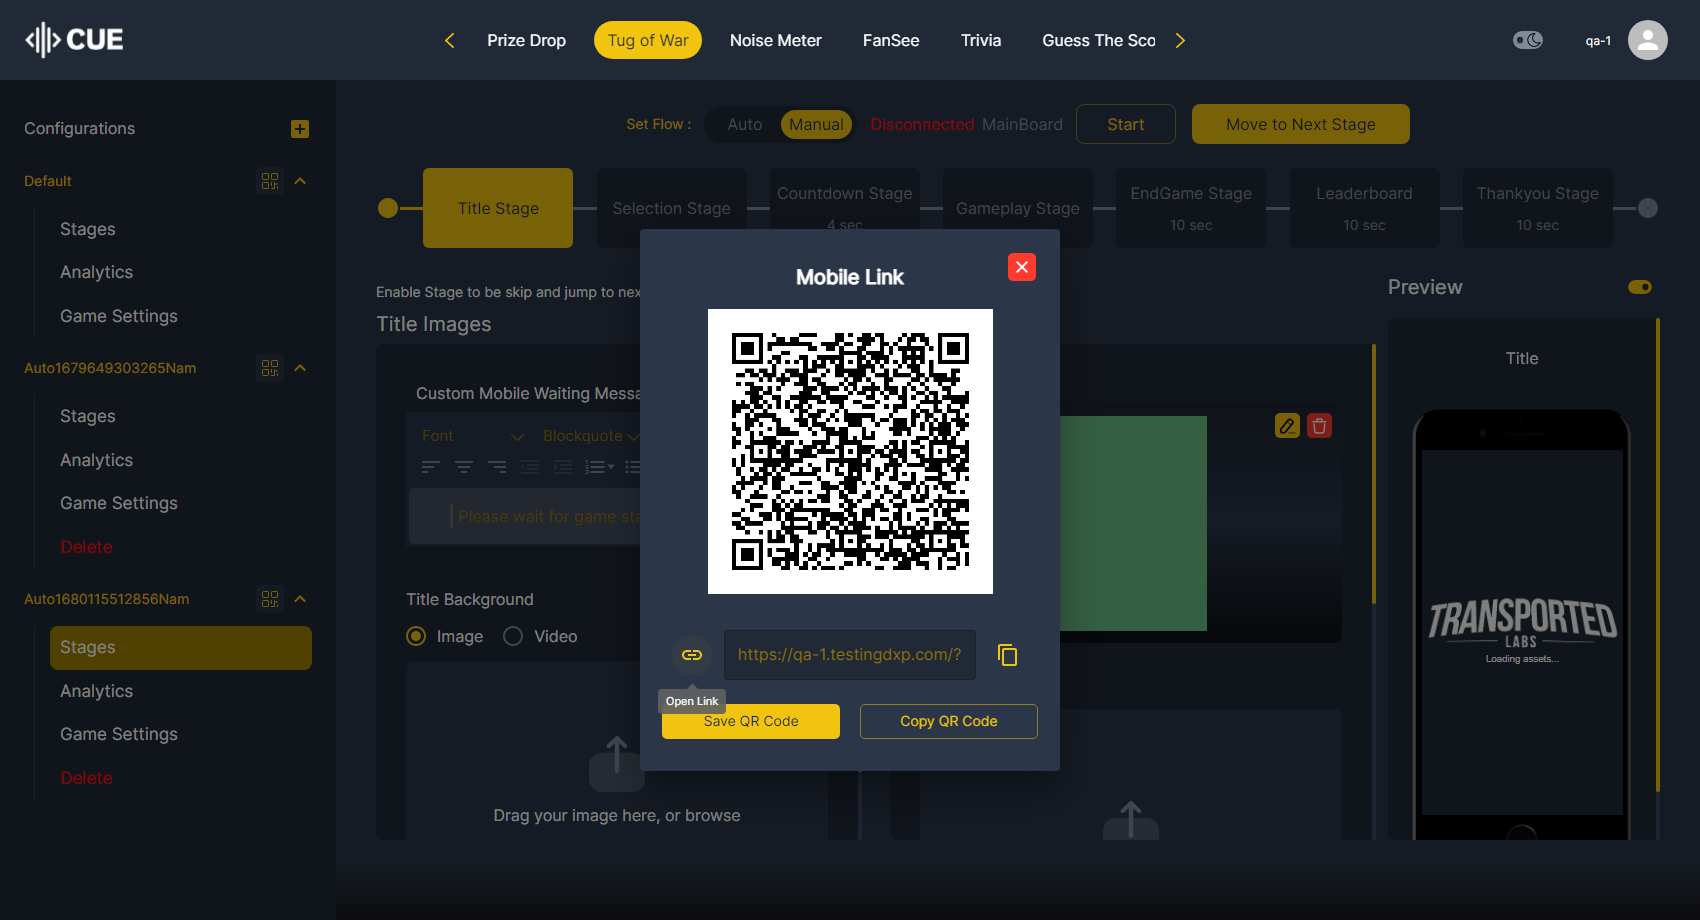 CUE
Prize Drop
Tug of War
Noise Meter
FanSee
Trivia
Guess The Sco
qa-1
Configurations
Set Flow :
Auto
Manual
Disconnected MainBoard
Start
Move to Next Stage
Default
Stages
Analytics
Game Settings
Auto1679649303265Nam
Stages
Analytics
Game Settings
Delete
Auto1680115512856Nam
Stages
Analytics
Game Settings
Delete
Title Stage
Selection Stage
Countdown Stage
4 sec
Gameplay Stage
EndGame Stage
10 sec
Leaderboard
10 sec
Thankyou Stage
10 sec
Enable Stage to be skip and jump to nex
Title Images
Custom Mobile Waiting Messa
Font
Blockquote
Please wait for game sta
Title Background
Image
Video
Drag your image here, or browse
Mobile Link
https://qa-1.testingdxp.com/?
Open Link
Save QR Code
Copy QR Code
Preview
Title
TRANSPORTED
LABS
Loading assets...